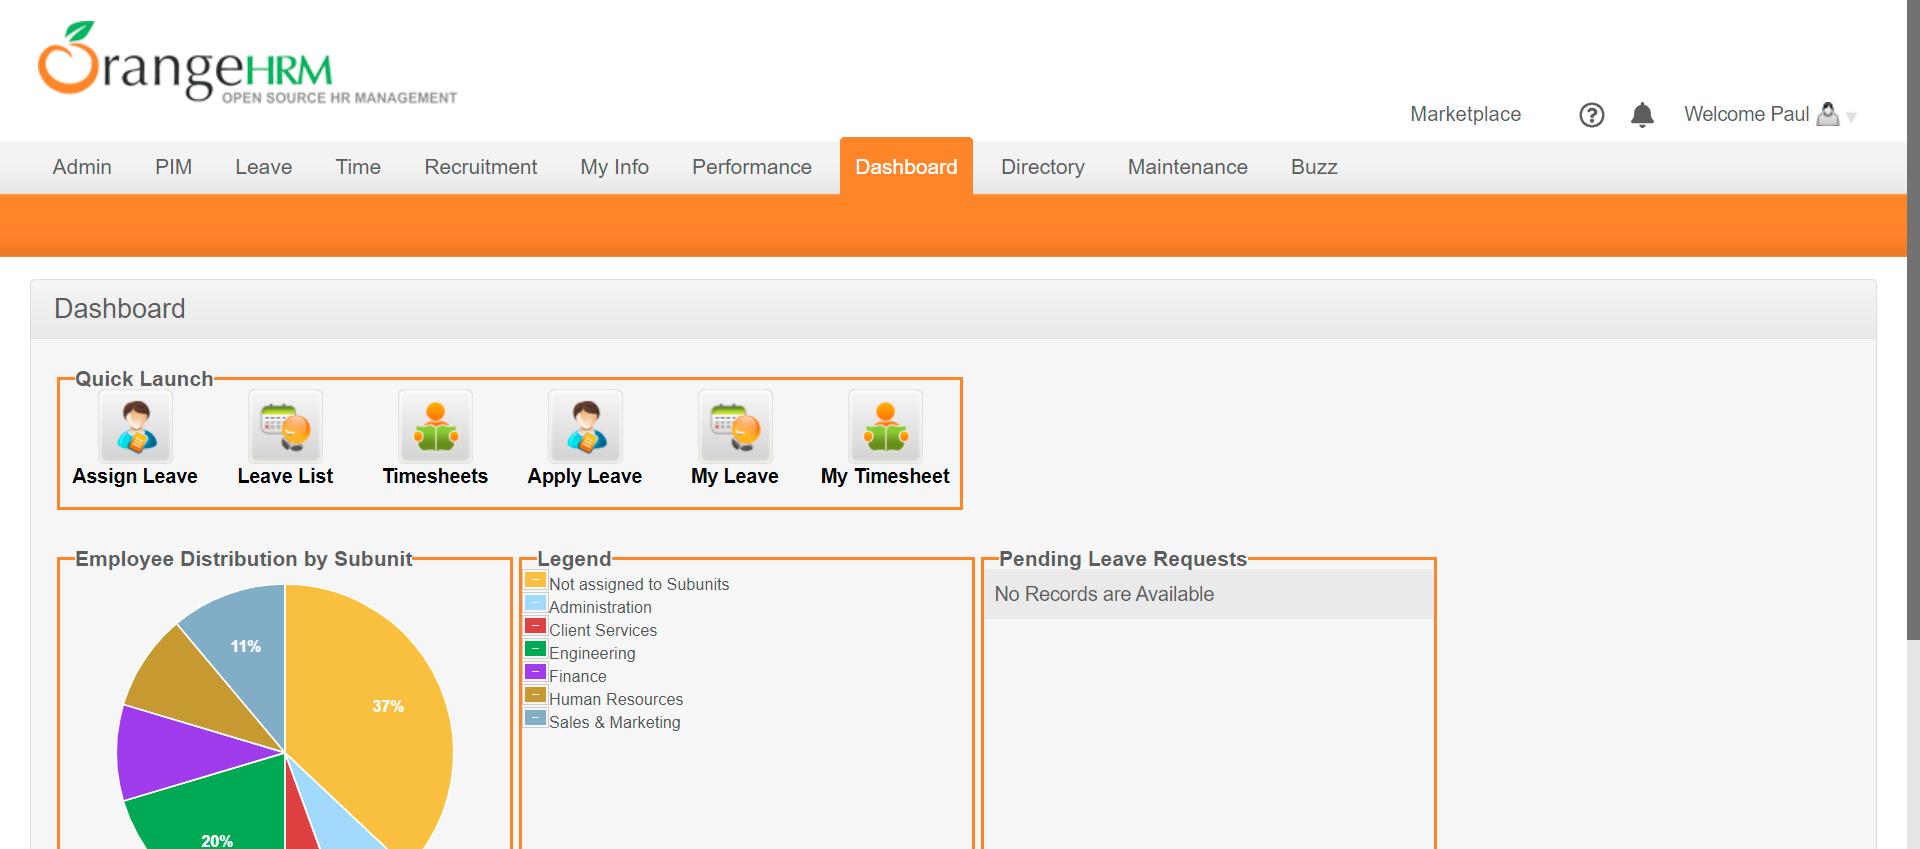 OrangeHRM
OPEN SOURCE HR MANAGEMENT
Marketplace
?
Welcome Paul
Admin PIM Leave Time Recruitment My Info Performance Dashboard Directory Maintenance Buzz
Dashboard
Quick Launch
Assign Leave Leave List Timesheets Apply Leave My Leave My Timesheet
Employee Distribution by Subunit
11%
37%
20%
Legend
Not assigned to Subunits
Administration
Client Services
Engineering
Finance
Human Resources
Sales & Marketing
Pending Leave Requests
No Records are Available